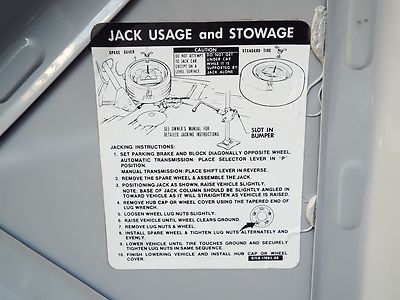 JACK USAGE and STOWAGE
SPACE SAVER
STANDARD TIRE
CAUTION
DO NOT ATTEMPT
TO JACK CAR
EXCEPT ON A
LEVEL SURFACE
DO NOT GET
UNDER CAR
WHILE IT IS
SUPPORTED BY
JACK ALONE
SEE OWNER'S MANUAL FOR
DETAILED JACKING INSTRUCTIONS.
SLOT IN
BUMPER
JACKING INSTRUCTIONS:
1. SET PARKING BRAKE AND BLOCK DIAGONALLY OPPOSITE WHEEL.
AUTOMATIC TRANSMISSION: PLACE SELECTOR LEVER IN "P"
POSITION.
MANUAL TRANSMISSION: PLACE SHIFT LEVER IN REVERSE.
2. REMOVE THE SPARE WHEEL & ASSEMBLE THE JACK.
3. POSITIONING JACK AS SHOWN, RAISE VEHICLE SLIGHTLY.
NOTE: BASE OF JACK COLUMN SHOULD BE SLIGHTLY ANGLED IN
TOWARD VEHICLE AS IT WILL STRAIGHTEN AS VEHICLE IS RAISED.
4. REMOVE HUB CAP OR WHEEL COVER USING THE TAPERED END OF
LUG WRENCH.
5. LOOSEN WHEEL LUG NUTS SLIGHTLY.
6. RAISE VEHICLE UNTIL WHEEL CLEARS GROUND.
7. REMOVE LUG NUTS & WHEEL.
8. INSTALL SPARE WHEEL & TIGHTEN LUG NUTS ALTERNATELY AND
EVENLY.
9. LOWER VEHICLE UNTIL TIRE TOUCHES GROUND AND SECURELY
TIGHTEN LUG NUTS IN SAME SEQUENCE.
10. FINISH LOWERING VEHICLE AND INSTALL HUB CAP OR WHEEL
COVER.